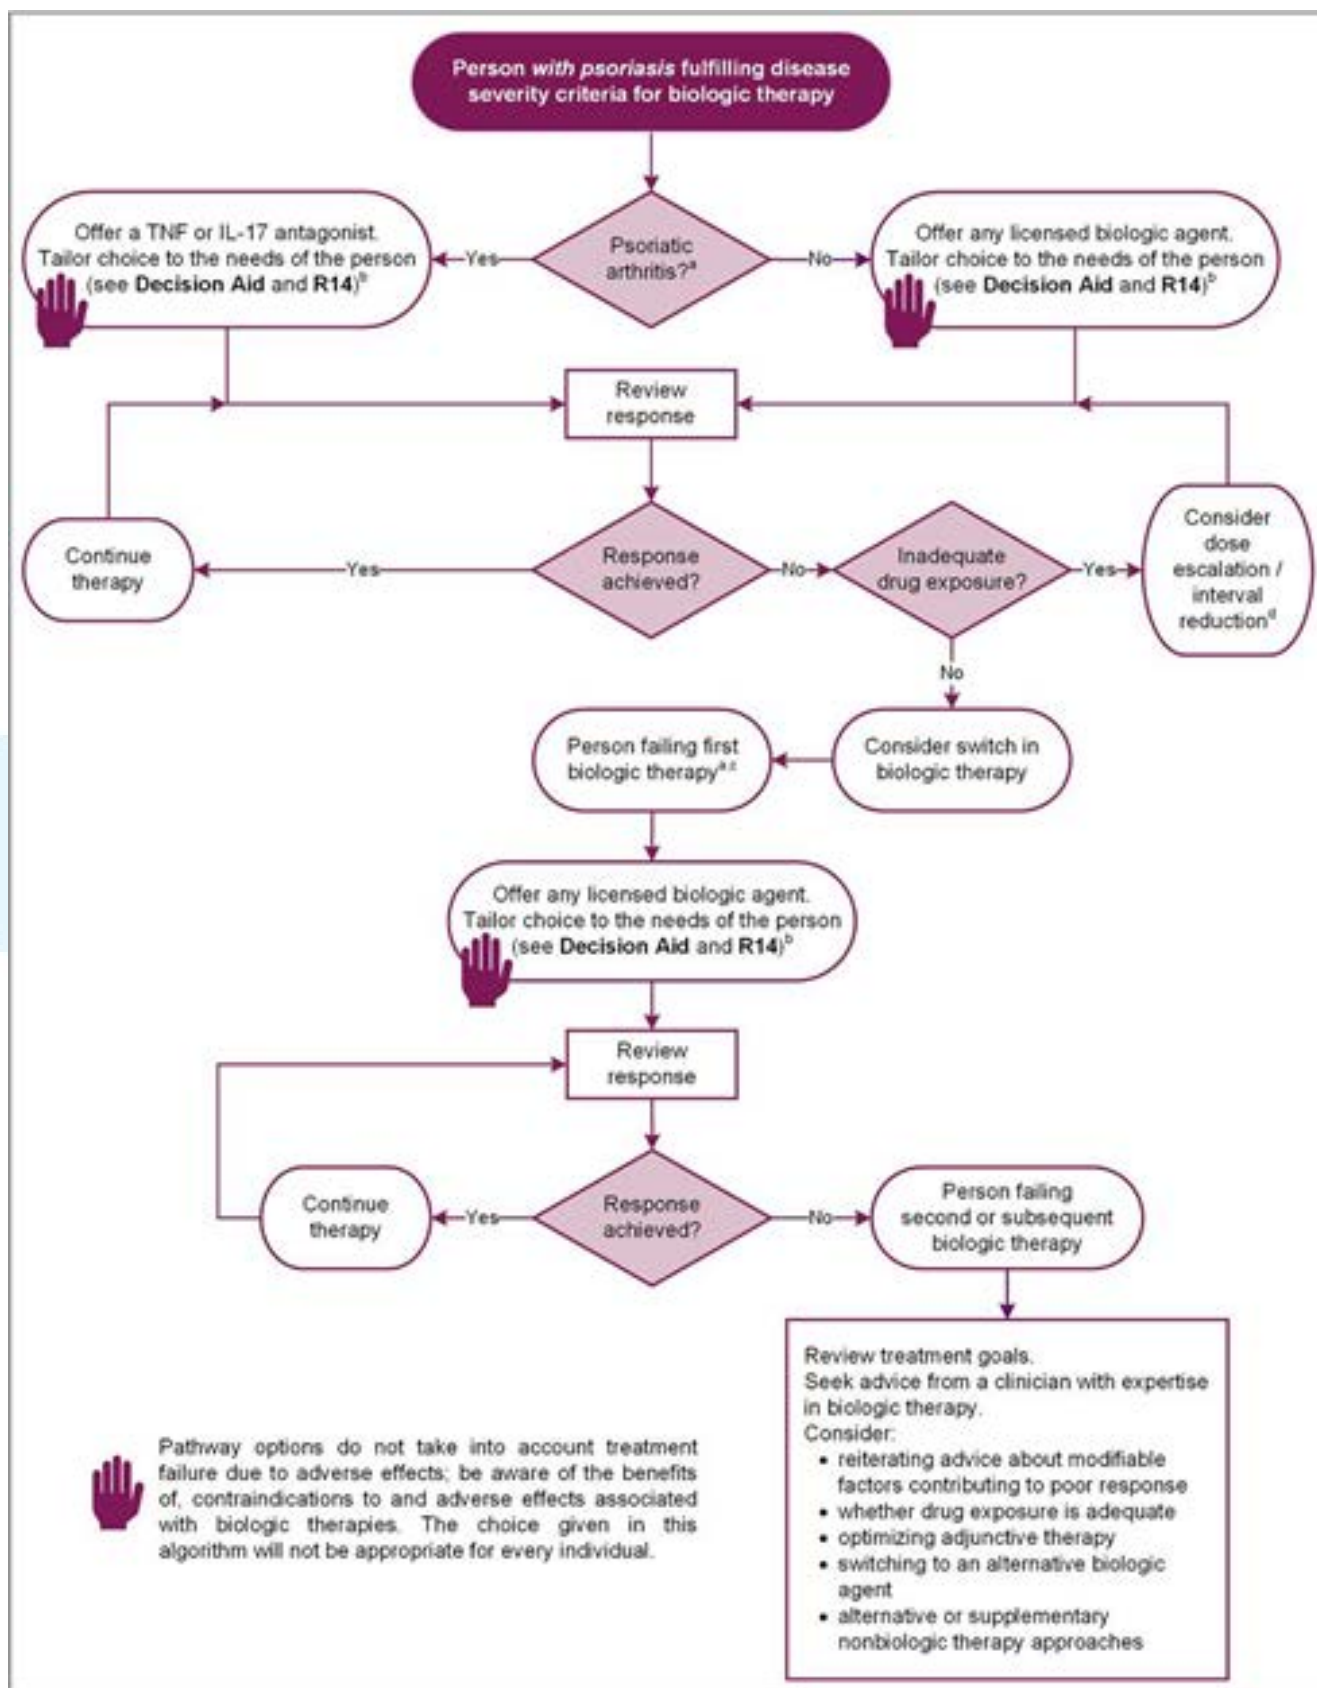 Person with psoriasis fulfilling disease
severity criteria for biologic therapy
Offer a TNF or IL-17 antagonist.
Tailor choice to the needs of the person
(see Decision Aid and R14)b
Yes
Psoriatic
arthritis?a
No
Offer any licensed biologic agent.
Tailor choice to the needs of the person
(see Decision Aid and R14)b
Review
response
Continue
therapy
Yes
Response
achieved?
No
Inadequate
drug exposure?
Yes
Consider
dose
escalation /
interval
reductiond
No
Person failing first
biologic therapya,c
Consider switch in
biologic therapy
Offer any licensed biologic agent.
Tailor choice to the needs of the person
(see Decision Aid and R14)b
Review
response
Continue
therapy
Yes
Response
achieved?
No
Person failing
second or subsequent
biologic therapy
Review treatment goals.
Seek advice from a clinician with expertise
in biologic therapy.
Consider:
• reiterating advice about modifiable
factors contributing to poor response
• whether drug exposure is adequate
• optimizing adjunctive therapy
• switching to an alternative biologic
agent
• alternative or supplementary
nonbiologic therapy approaches
Pathway options do not take into account treatment
failure due to adverse effects; be aware of the benefits
of, contraindications to and adverse effects associated
with biologic therapies. The choice given in this
algorithm will not be appropriate for every individual.